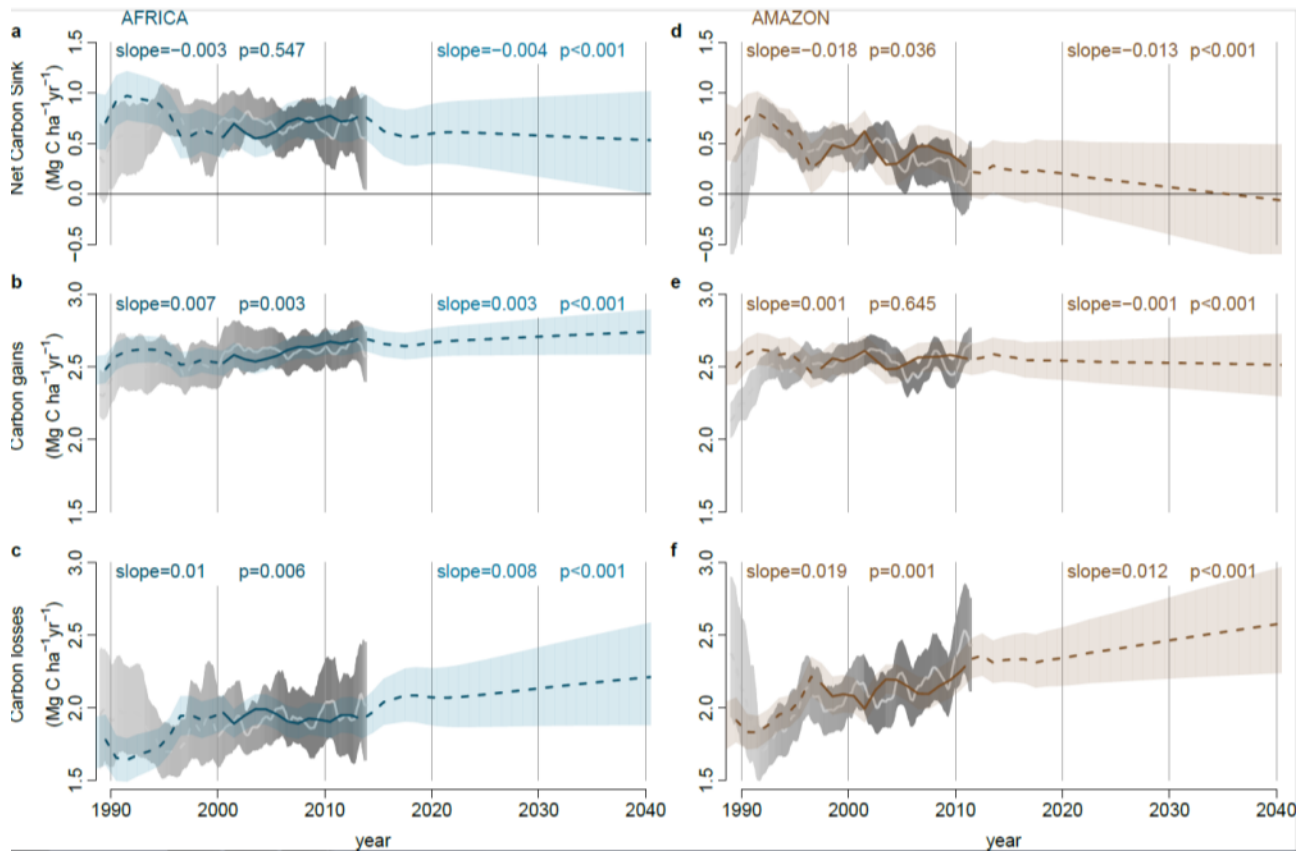 AFRICA
AMAZON
a
slope=−0.003 p=0.547
slope=−0.004 p<0.001
d
slope=−0.018 p=0.036
slope=−0.013 p<0.001
Net Carbon Sink
(Mg C ha⁻¹yr⁻¹)
1.5
1.0
0.5
0.0
−0.5
1.5
1.0
0.5
0.0
−0.5
b
slope=0.007 p=0.003
slope=0.003 p<0.001
e
slope=0.001 p=0.645
slope=−0.001 p<0.001
Carbon gains
(Mg C ha⁻¹yr⁻¹)
3.0
2.5
2.0
1.5
3.0
2.5
2.0
1.5
c
slope=0.01 p=0.006
slope=0.008 p<0.001
f
slope=0.019 p=0.001
slope=0.012 p<0.001
Carbon losses
(Mg C ha⁻¹yr⁻¹)
3.0
2.5
2.0
1.5
3.0
2.5
2.0
1.5
1990 2000 2010 2020 2030 2040
1990 2000 2010 2020 2030 2040
year
year